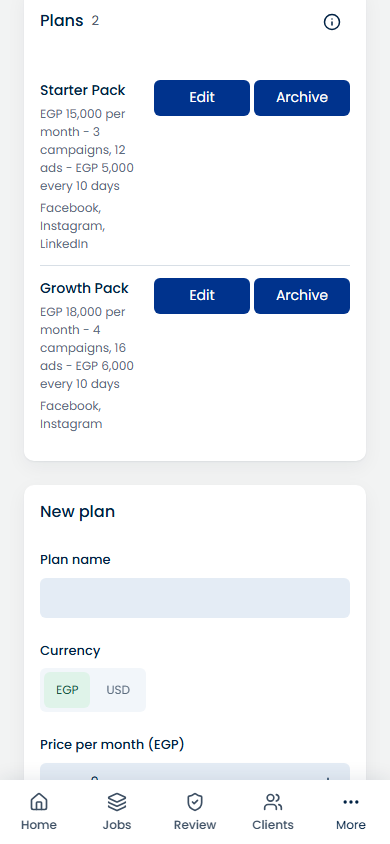 Plans 2
Starter Pack
Edit
Archive
EGP 15,000 per
month - 3
campaigns, 12
ads - EGP 5,000
every 10 days
Facebook,
Instagram,
LinkedIn
Growth Pack
Edit
Archive
EGP 18,000 per
month - 4
campaigns, 16
ads - EGP 6,000
every 10 days
Facebook,
Instagram
New plan
Plan name
Currency
EGP
USD
Price per month (EGP)
Home
Jobs
Review
Clients
More